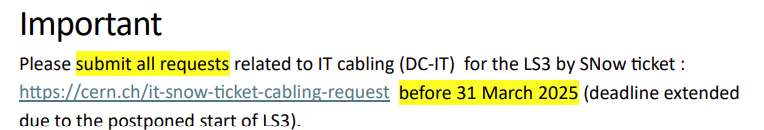 Important
Please submit all requests related to IT cabling (DC-IT) for the LS3 by SNow ticket :
https://cern.ch/it-snow-ticket-cabling-request before 31 March 2025 (deadline extended
due to the postponed start of LS3).